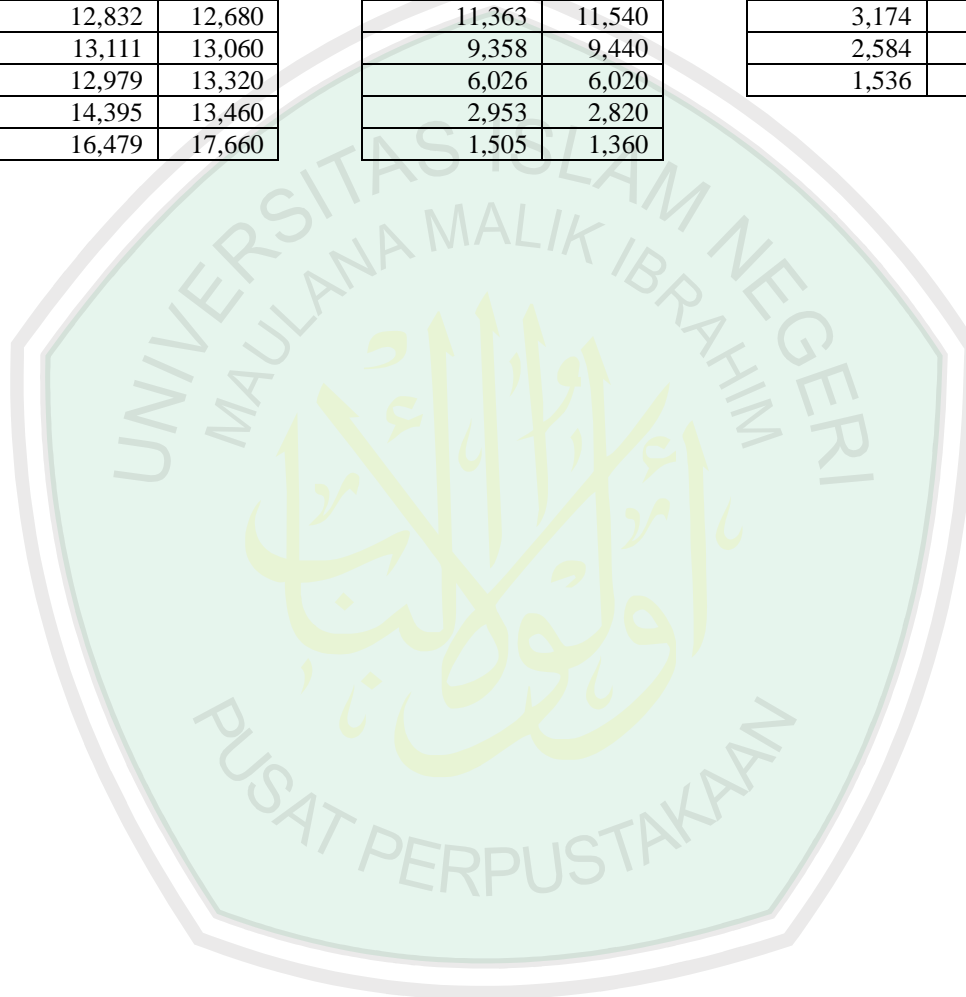 12,832 12,680 11,363 11,540 3,174
13,111 13,060 9,358 9,440 2,584
12,979 13,320 6,026 6,020 1,536
14,395 13,460 2,953 2,820
16,479 17,660 1,505 1,360
UNIVERSITAS ISLAM NEGERI
MAULANA MALIK IBRAHIM
أولوا الألباب
PUSAT PERPUSTAKAAN